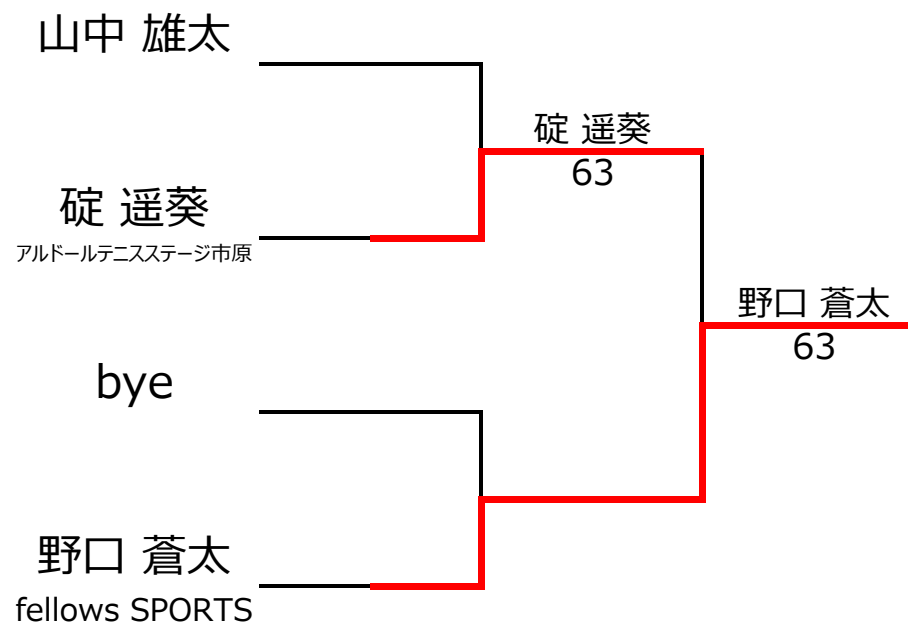 山中 雄太
碇 遥葵
63
碇 遥葵
アルドールテニスステージ市原
野口 蒼太
63
bye
野口 蒼太
fellows SPORTS